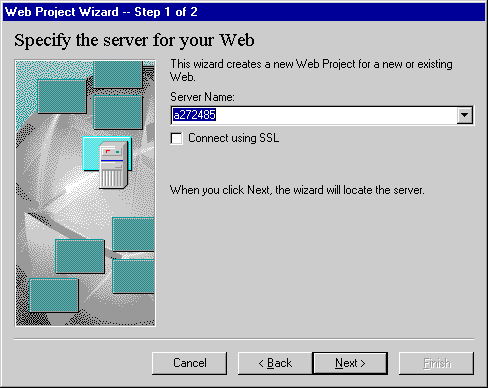 Web Project Wizard -- Step 1 of 2
Specify the server for your Web
This wizard creates a new Web Project for a new or existing
Web.
Server Name:
a272485
Connect using SSL
When you click Next, the wizard will locate the server.
Cancel
< Back
Next >
Finish